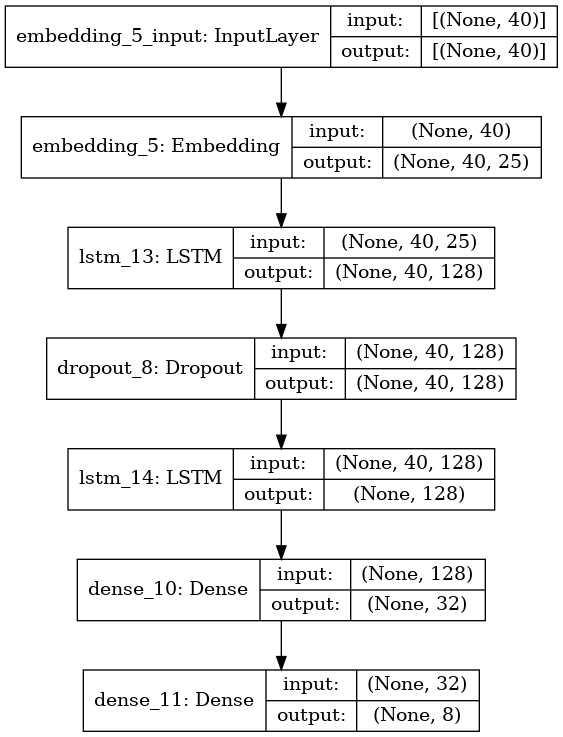 embedding_5_input: InputLayer
input: [(None, 40)]
output: [(None, 40)]
embedding_5: Embedding
input: (None, 40)
output: (None, 40, 25)
lstm_13: LSTM
input: (None, 40, 25)
output: (None, 40, 128)
dropout_8: Dropout
input: (None, 40, 128)
output: (None, 40, 128)
lstm_14: LSTM
input: (None, 40, 128)
output: (None, 128)
dense_10: Dense
input: (None, 128)
output: (None, 32)
dense_11: Dense
input: (None, 32)
output: (None, 8)